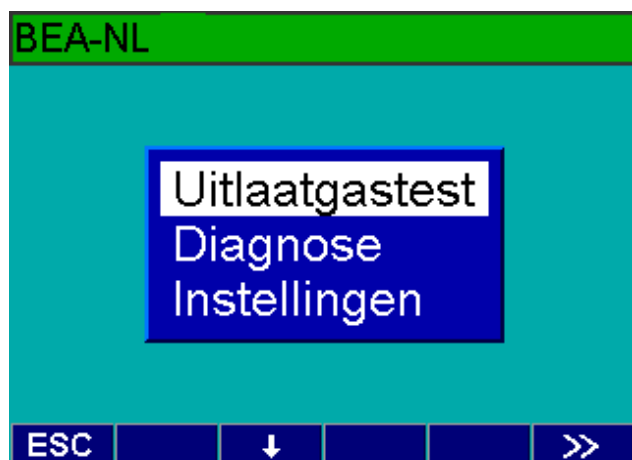 BEA-NL
Uitlaatgastest
Diagnose
Instellingen
ESC ↓ >>